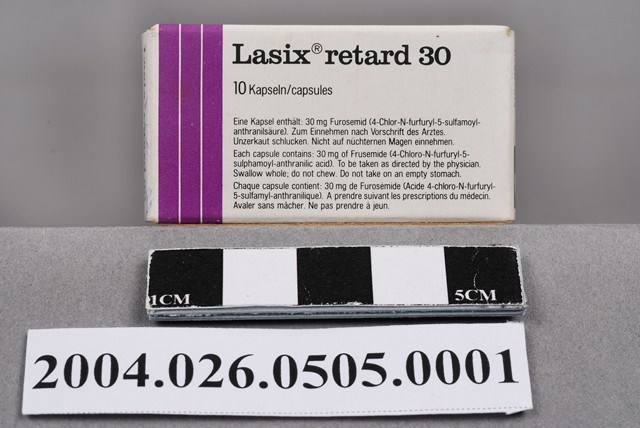 Lasix® retard 30
10 Kapseln/capsules
Eine Kapsel enthält: 30 mg Furosemid (4-Chlor-N-furfuryl-5-sulfamoyl-
anthranilsäure). Zum Einnehmen nach Vorschrift des Arztes.
Unzerkaut schlucken. Nicht auf nüchternen Magen einnehmen.
Each capsule contains: 30 mg of Frusemide (4-Chloro-N-furfuryl-5-
sulphamoyl-anthranilic acid). To be taken as directed by the physician.
Swallow whole; do not chew. Do not take on an empty stomach.
Chaque capsule contient: 30 mg de Furosémide (Acide 4-chloro-N-furfuryl-
5-sulfamyl-anthranilique). A prendre suivant les prescriptions du médecin.
Avaler sans mâcher. Ne pas prendre à jeun.
1CM 5CM
2004.026.0505.0001